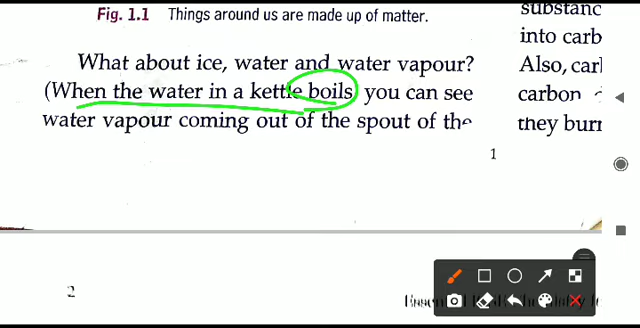 Fig. 1.1 Things around us are made up of matter.
What about ice, water and water vapour?
(When the water in a kettle boils you can see
water vapour coming out of the spout of the
1
substanc
into carb
Also, carl
carbon
they burn
2